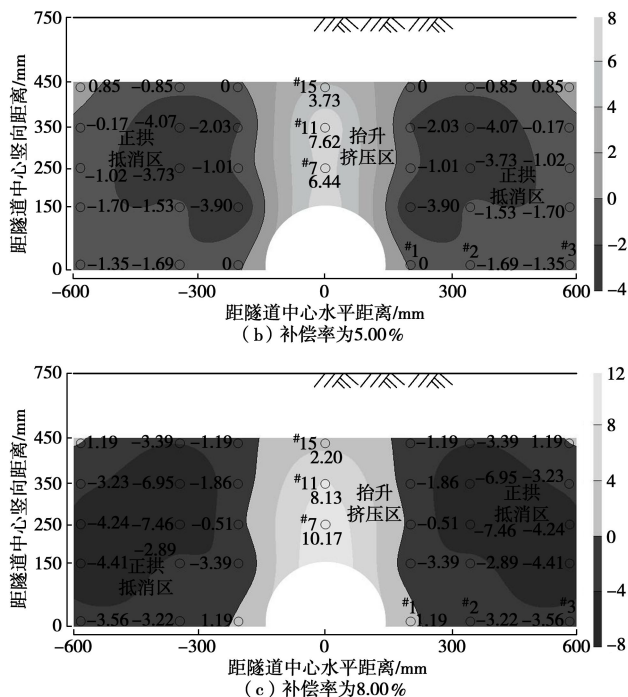 750
8
450
0.85 -0.85 0 #15 0 -0.85 0.85
3.73
6
350
-0.17 -4.07 -2.03 #11 抬升 -2.03 -4.07 -0.17
正拱 7.62 挤压区
4
250
抵消区 #7 -3.73 -1.02
-1.02 -3.73 -1.01 6.44 -1.01 正拱
抵消区
2
150
-1.70 -1.53 -3.90 -3.90 -1.53 -1.70
0
#1 #2 #3
-1.35 -1.69 0 0 -1.69 -1.35
-2
0
-4
-600 -300 0 300 600
距隧道中心竖向距离/mm
距隧道中心水平距离/mm
(b)补偿率为5.00%
750
12
450
1.19 -3.39 -1.19 #15 -1.19 -3.39 1.19
2.20
8
350
-3.23 -6.95 -1.86 #11 抬升 -1.86 -6.95 -3.23
8.13 挤压区 正拱
4
250
-4.24 -7.46 -0.51 #7 -0.51 抵消区
10.17 -7.46 -4.24
0
-2.89
150
-4.41 正拱 -3.39 -3.39 -2.89 -4.41
抵消区
-4
#1 #2 #3
-3.56 -3.22 1.19 1.19 -3.22 -3.56
0
-8
-600 -300 0 300 600
距隧道中心竖向距离/mm
距隧道中心水平距离/mm
(c)补偿率为8.00%